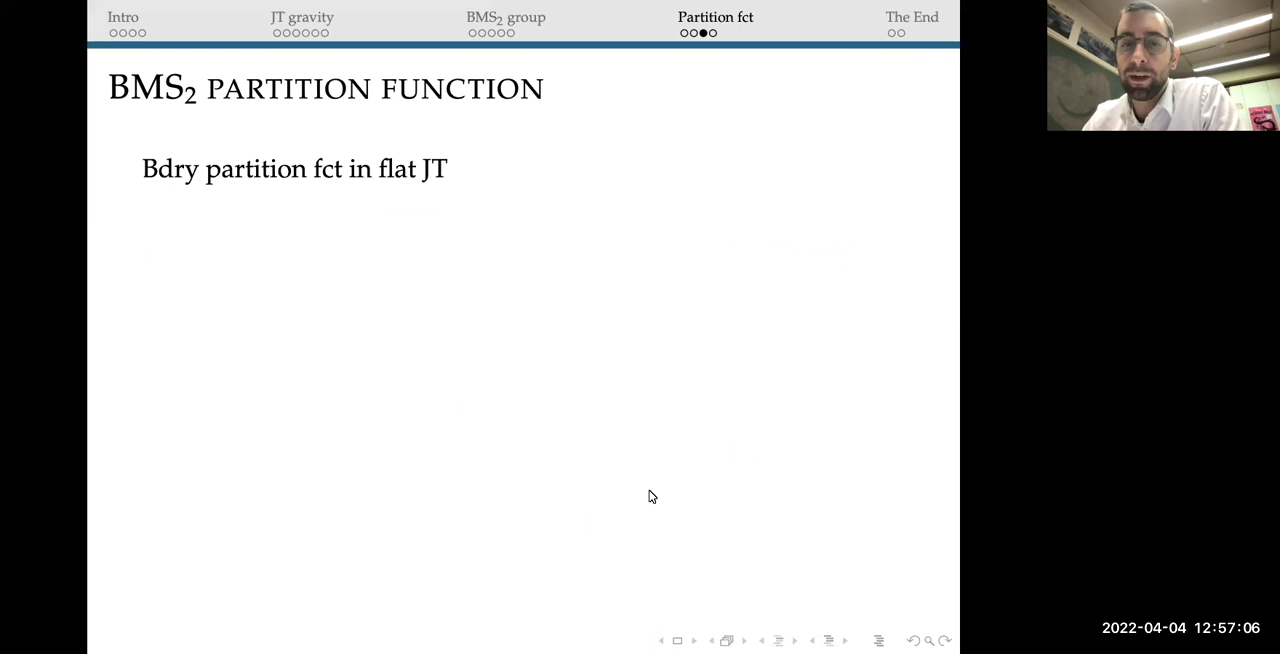 Intro JT gravity BMS₂ group Partition fct The End
BMS₂ PARTITION FUNCTION
Bdry partition fct in flat JT
2022-04-04 12:57:06